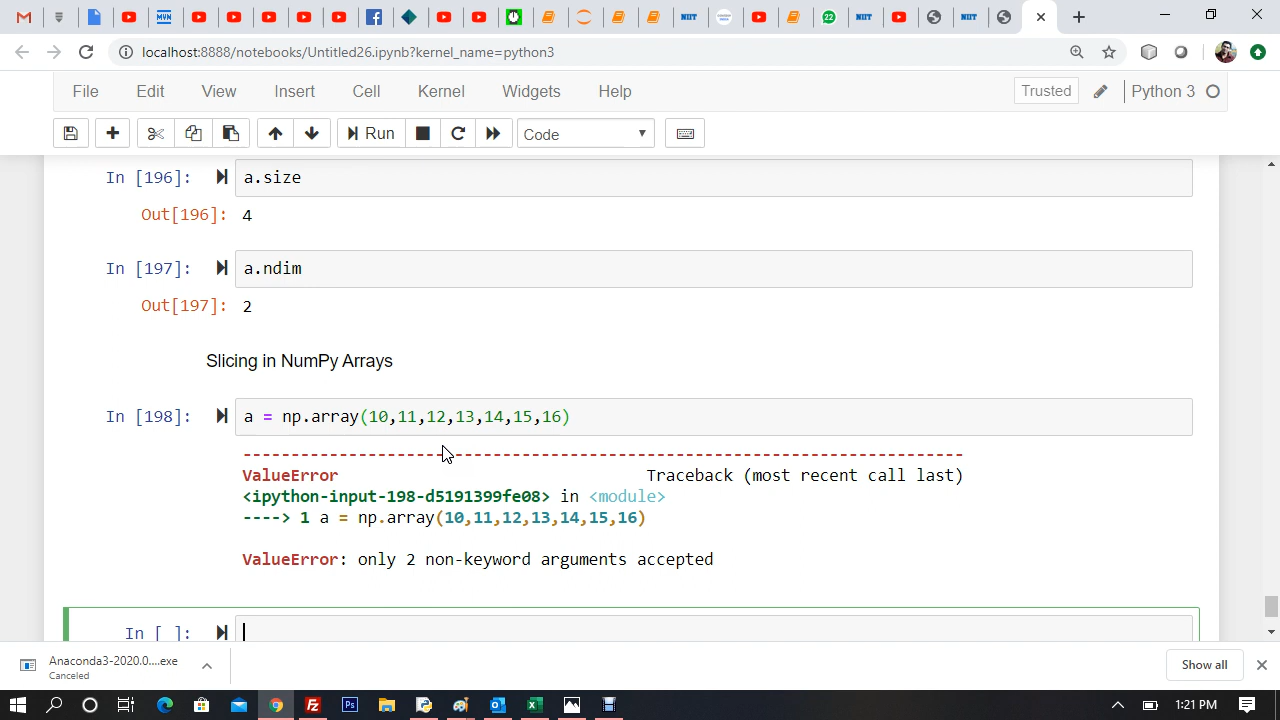 localhost:8888/notebooks/Untitled26.ipynb?kernel_name=python3
File Edit View Insert Cell Kernel Widgets Help Trusted Python 3
Run Code
In [196]: a.size
Out[196]: 4
In [197]: a.ndim
Out[197]: 2
Slicing in NumPy Arrays
In [198]: a = np.array(10,11,12,13,14,15,16)
---------------------------------------------------------------------------
ValueError Traceback (most recent call last)
<ipython-input-198-d5191399fe08> in <module>
----> 1 a = np.array(10,11,12,13,14,15,16)
ValueError: only 2 non-keyword arguments accepted
In [ ]:
Anaconda3-2020.0....exe
Canceled
Show all
1:21 PM